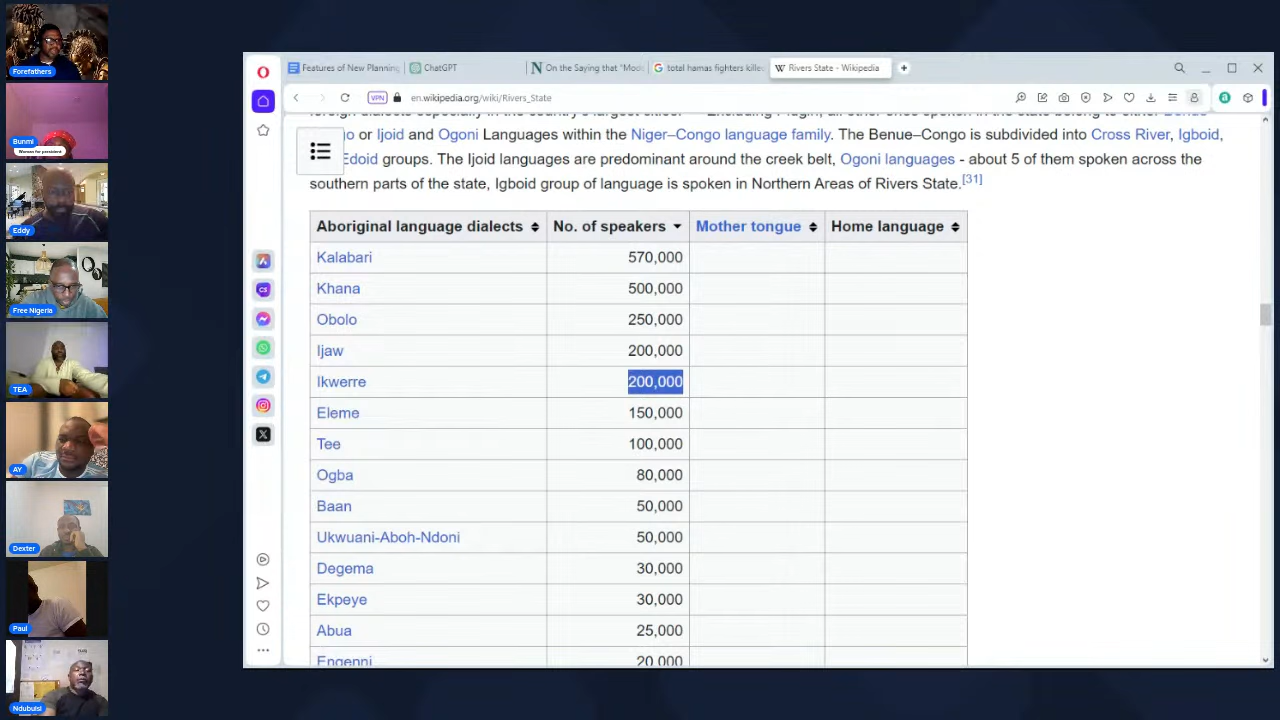 Forefathers
Bunmi
Woman for president
Eddy
Free Nigeria
TEA
AY
Dexter
Paul
Ndubuisi
Features of New Planning
ChatGPT
On the Saying that "Mod
total hamas fighters kille
Rivers State - Wikipedia
VPN
en.wikipedia.org/wiki/Rivers_State
or Ijoid and Ogoni Languages within the Niger–Congo language family. The Benue–Congo is subdivided into Cross River, Igboid,
Edoid groups. The Ijoid languages are predominant around the creek belt, Ogoni languages - about 5 of them spoken across the
southern parts of the state, Igboid group of language is spoken in Northern Areas of Rivers State.[31]
Aboriginal language dialects No. of speakers Mother tongue Home language
Kalabari 570,000
Khana 500,000
Obolo 250,000
Ijaw 200,000
Ikwerre 200,000
Eleme 150,000
Tee 100,000
Ogba 80,000
Baan 50,000
Ukwuani-Aboh-Ndoni 50,000
Degema 30,000
Ekpeye 30,000
Abua 25,000
Engenni 20,000